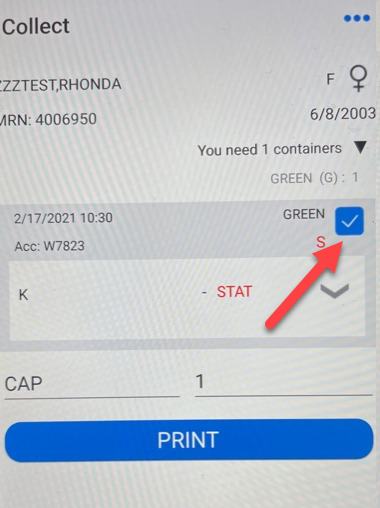 Collect
ZZZTEST,RHONDA F
MRN: 4006950 6/8/2003
You need 1 containers
GREEN (G) : 1
2/17/2021 10:30 GREEN
Acc: W7823 S
K - STAT
CAP 1
PRINT